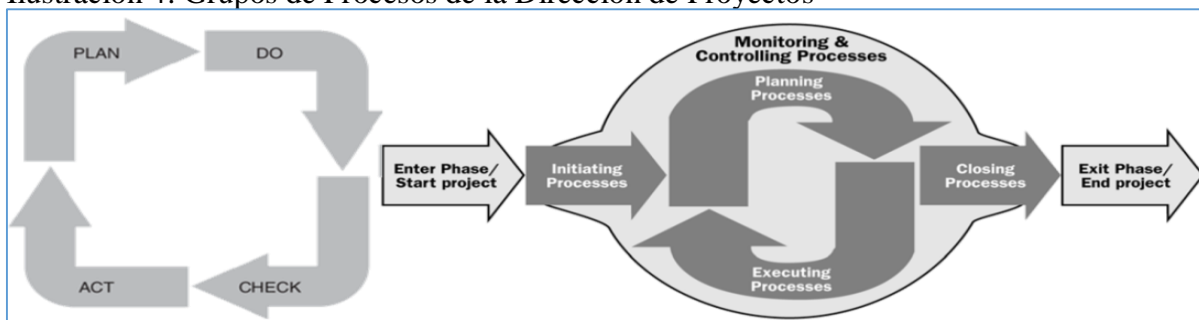 Ilustración 4: Grupos de Procesos de la Dirección de Proyectos
PLAN
DO
ACT
CHECK
Enter Phase/
Start project
Initiating
Processes
Monitoring &
Controlling Processes
Planning
Processes
Executing
Processes
Closing
Processes
Exit Phase/
End project